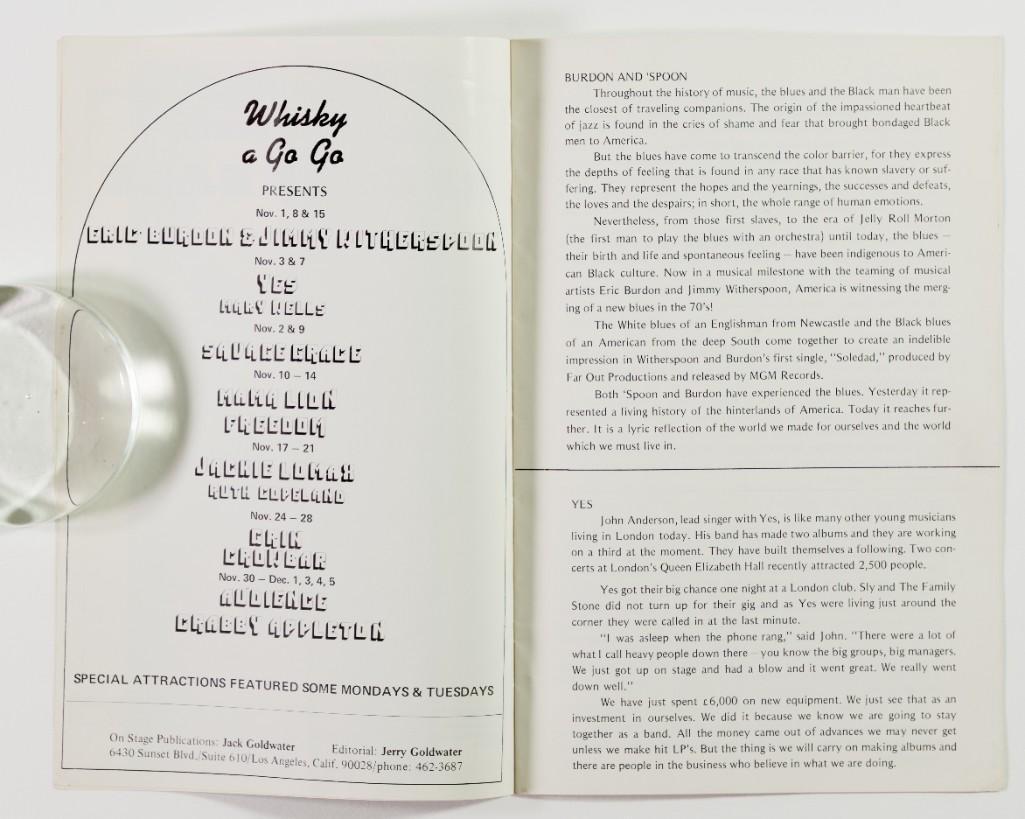 Whisky
a Go Go
PRESENTS
Nov. 1, 8 & 15
ERIC BURDON & JIMMY WITHERSPOON
Nov. 3 & 7
YES
MARY WELLS
Nov. 2 & 9
SAVAGE GRACE
Nov. 10 – 14
MAMA LION
FREEDOM
Nov. 17 – 21
JACKIE LOMAX
RUTH COPELAND
Nov. 24 – 28
CRIN
CROWBAR
Nov. 30 – Dec. 1, 3, 4, 5
AUDIENCE
CRABBY APPLETON
SPECIAL ATTRACTIONS FEATURED SOME MONDAYS & TUESDAYS
On Stage Publications: Jack Goldwater Editorial: Jerry Goldwater
6430 Sunset Blvd./Suite 610/Los Angeles, Calif. 90028/phone: 462-3687
BURDON AND 'SPOON
Throughout the history of music, the blues and the Black man have been
the closest of traveling companions. The origin of the impassioned heartbeat
of jazz is found in the cries of shame and fear that brought bondaged Black
men to America.
But the blues have come to transcend the color barrier, for they express
the depths of feeling that is found in any race that has known slavery or suf-
fering. They represent the hopes and the yearnings, the successes and defeats,
the loves and the despairs; in short, the whole range of human emotions.
Nevertheless, from those first slaves, to the era of Jelly Roll Morton
(the first man to play the blues with an orchestra) until today, the blues –
their birth and life and spontaneous feeling – have been indigenous to Ameri-
can Black culture. Now in a musical milestone with the teaming of musical
artists Eric Burdon and Jimmy Witherspoon, America is witnessing the merg-
ing of a new blues in the 70's!
The White blues of an Englishman from Newcastle and the Black blues
of an American from the deep South come together to create an indelible
impression in Witherspoon and Burdon's first single, "Soledad," produced by
Far Out Productions and released by MGM Records.
Both 'Spoon and Burdon have experienced the blues. Yesterday it rep-
resented a living history of the hinterlands of America. Today it reaches fur-
ther. It is a lyric reflection of the world we made for ourselves and the world
which we must live in.
YES
John Anderson, lead singer with Yes, is like many other young musicians
living in London today. His band has made two albums and they are working
on a third at the moment. They have built themselves a following. Two con-
certs at London's Queen Elizabeth Hall recently attracted 2,500 people.
Yes got their big chance one night at a London club. Sly and The Family
Stone did not turn up for their gig and as Yes were living just around the
corner they were called in at the last minute.
"I was asleep when the phone rang," said John. "There were a lot of
what I call heavy people down there – you know the big groups, big managers.
We just got up on stage and had a blow and it went great. We really went
down well."
We have just spent £6,000 on new equipment. We just see that as an
investment in ourselves. We did it because we know we are going to stay
together as a band. All the money came out of advances we may never get
unless we make hit LP's. But the thing is we will carry on making albums and
there are people in the business who believe in what we are doing.